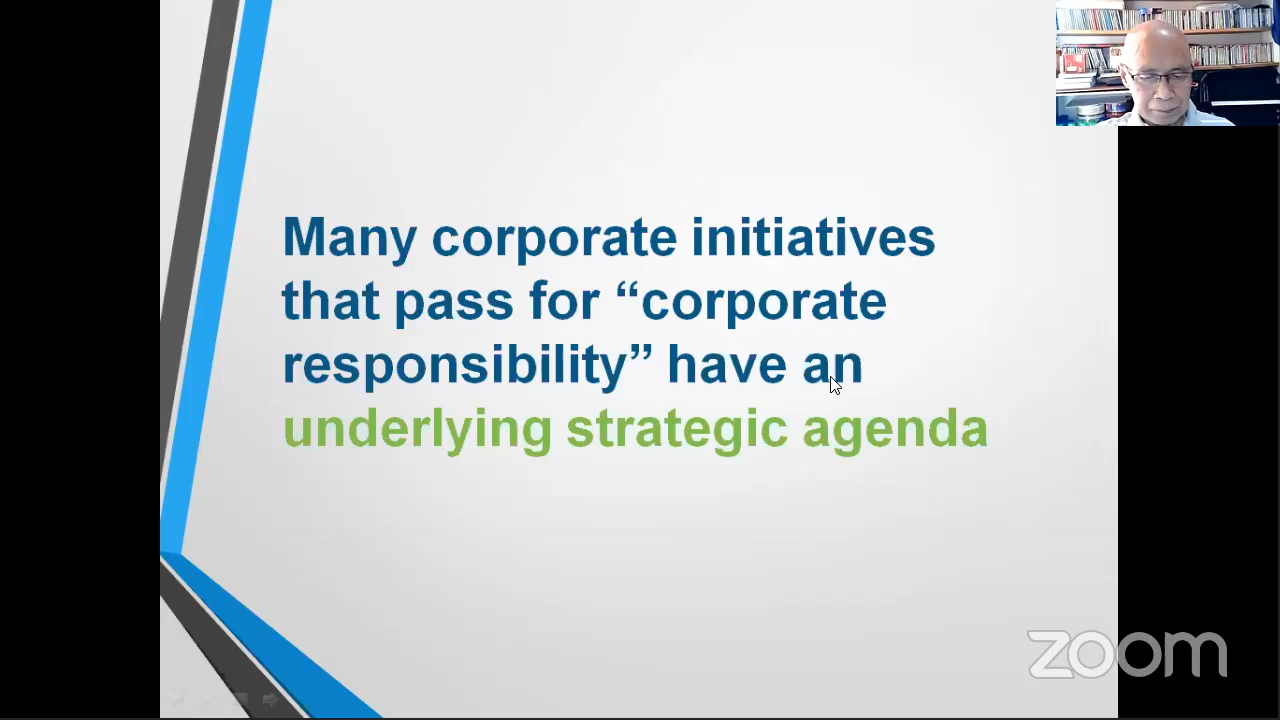 Many corporate initiatives
that pass for “corporate
responsibility” have an
underlying strategic agenda
zoom